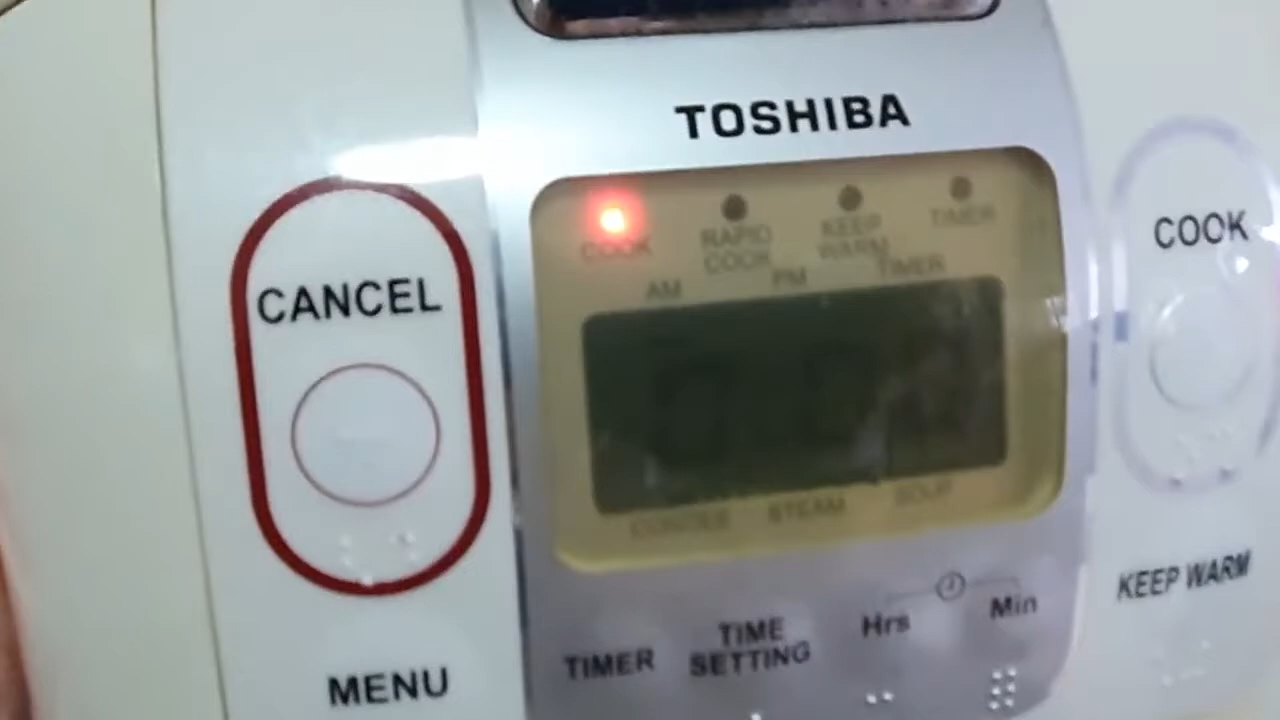 TOSHIBA
COOK
RAPID
COOK
KEEP
WARM
TIMER
AM
PM
TIMER
CANCEL
COOK
CONGEE
STEAM
SOUP
KEEP WARM
Hrs
Min
TIMER
TIME
SETTING
MENU